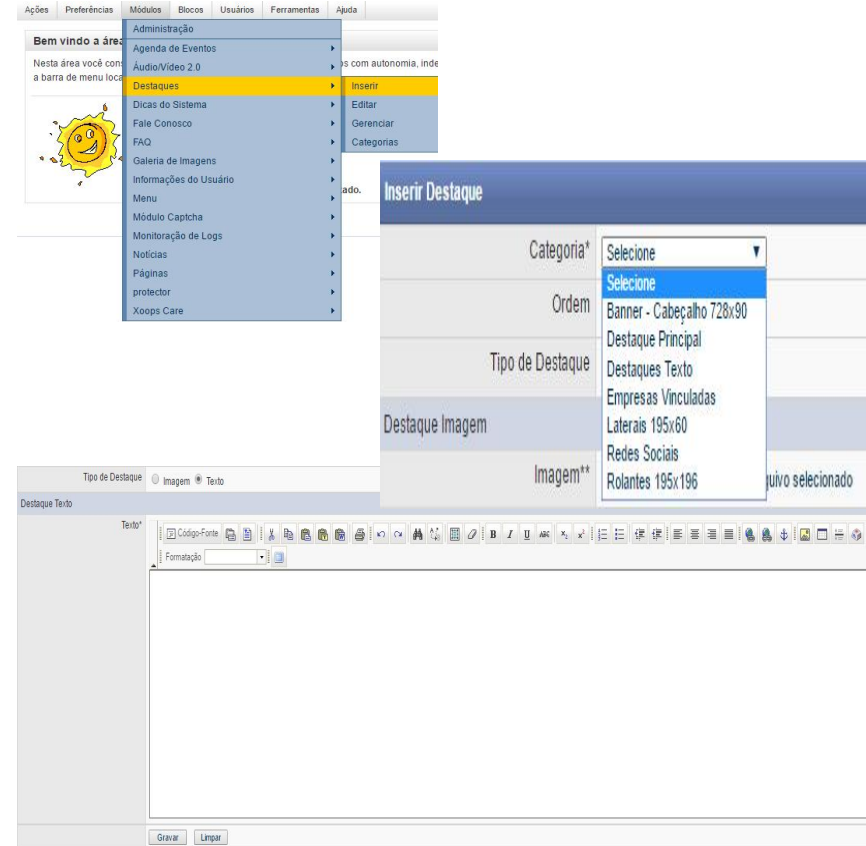 Ações Preferências Módulos Blocos Usuários Ferramentas Ajuda
Bem vindo a área
Nesta área você con
os com autonomia, inde
a barra de menu loca
Administração
Agenda de Eventos
Áudio/Vídeo 2.0
Destaques
Dicas do Sistema
Fale Conosco
FAQ
Galeria de Imagens
Informações do Usuário
Menu
Módulo Captcha
Monitoração de Logs
Notícias
Páginas
protector
Xoops Care
Inserir
Editar
Gerenciar
Categorias
ado.
Inserir Destaque
Categoria* Selecione
Selecione
Banner - Cabeçalho 728x90
Destaque Principal
Destaques Texto
Empresas Vinculadas
Laterais 195x60
Redes Sociais
Rolantes 195x196
Ordem
Tipo de Destaque
Destaque Imagem
Imagem** quivo selecionado
Tipo de Destaque Imagem Texto
Destaque Texto
Texto* Código-Fonte B I U ABC x₂ x²
Formatação
Gravar Limpar